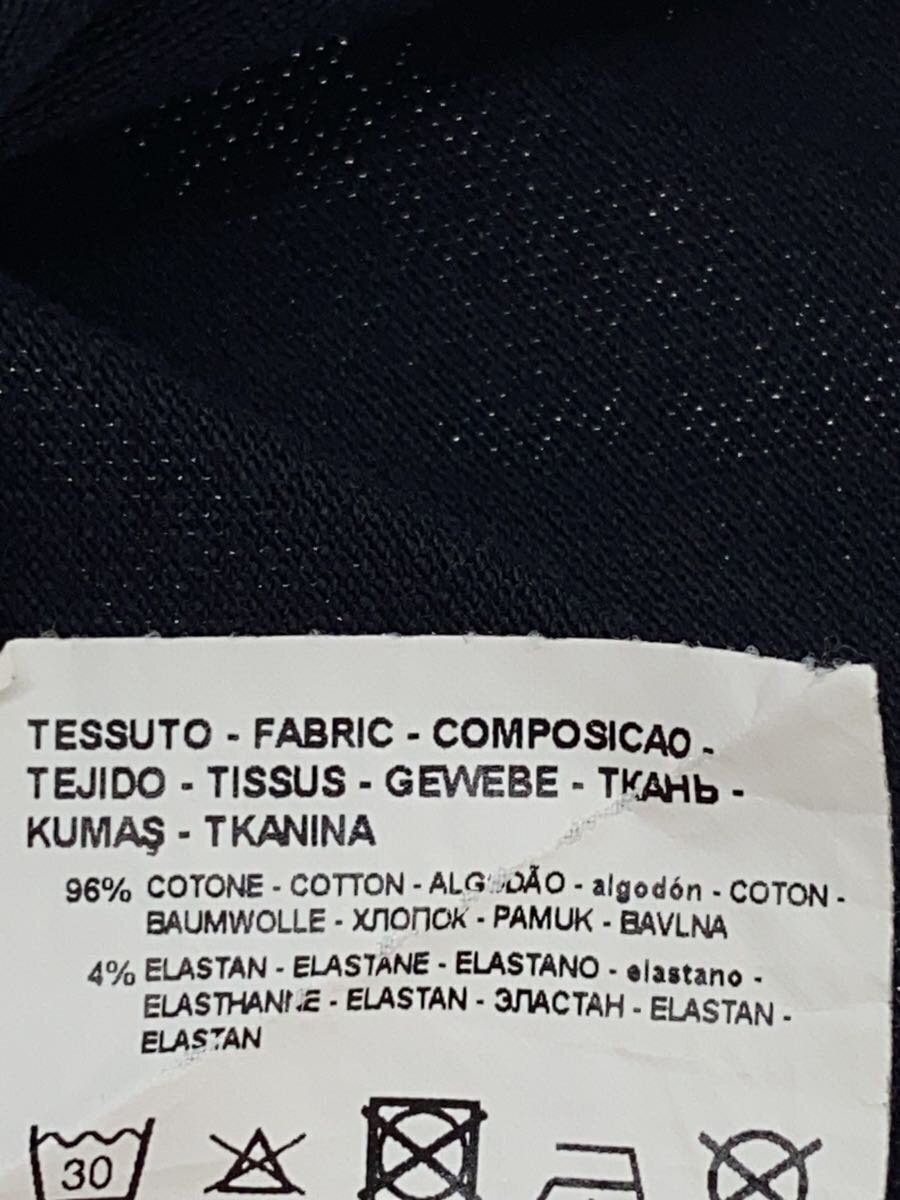 TESSUTO - FABRIC - COMPOSICAO -
TEJIDO - TISSUS - GEWEBE - ТКАНЬ -
KUMAŞ - TKANINA
96% COTONE - COTTON - ALGODÃO - algodón - COTON -
BAUMWOLLE - ХЛОПОК - PAMUK - BAVLNA
4% ELASTAN - ELASTANE - ELASTANO - elastano -
ELASTHANNE - ELASTAN - ЭЛАСТАН - ELASTAN -
ELASTAN
30